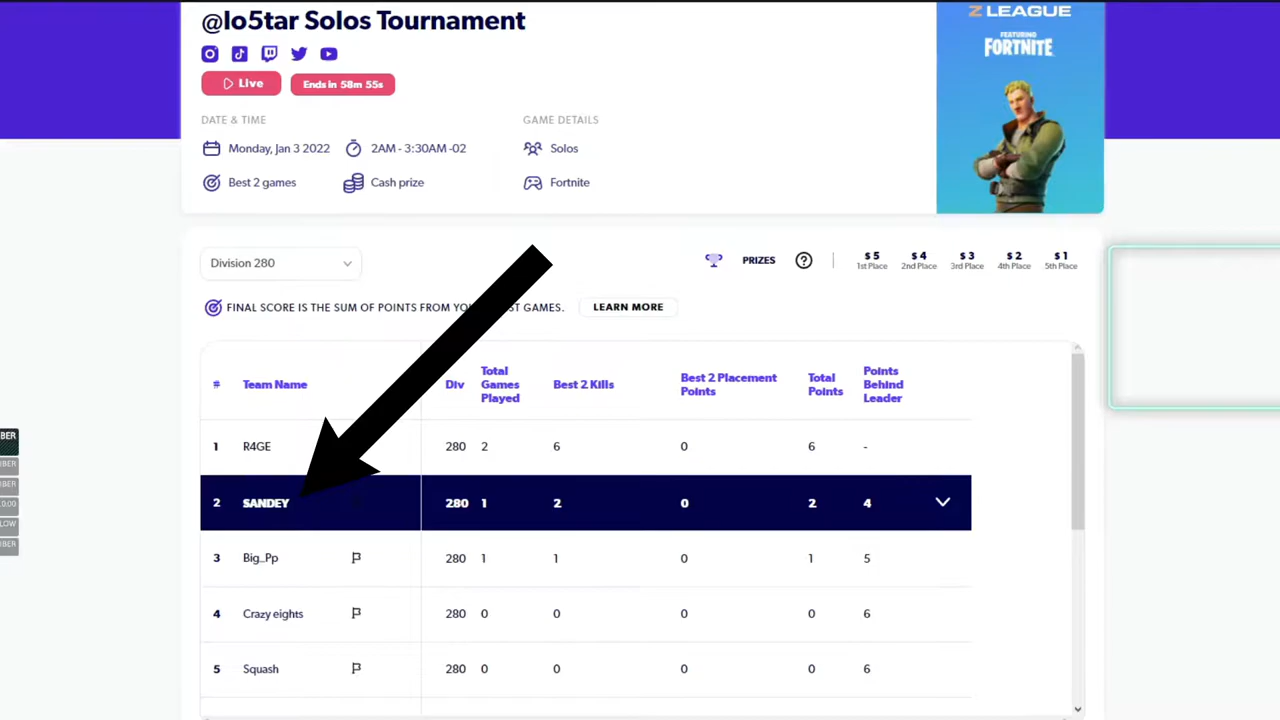 @lo5tar Solos Tournament
Z LEAGUE
FEATURING
FORTNITE
Live
Ends in 58m 55s
DATE & TIME
GAME DETAILS
Monday, Jan 3 2022
2AM - 3:30AM -02
Solos
Best 2 games
Cash prize
Fortnite
Division 280
PRIZES
?
$ 5
1st Place
$ 4
2nd Place
$ 3
3rd Place
$ 2
4th Place
$ 1
5th Place
FINAL SCORE IS THE SUM OF POINTS FROM GAMES.
LEARN MORE
# Team Name Div Total Games Played Best 2 Kills Best 2 Placement Points Total Points Points Behind Leader
1 R4GE 280 2 6 0 6 -
2 SANDEY 280 1 2 0 2 4
3 Big_Pp 280 1 1 0 1 5
4 Crazy eights 280 0 0 0 0 6
5 Squash 280 0 0 0 0 6